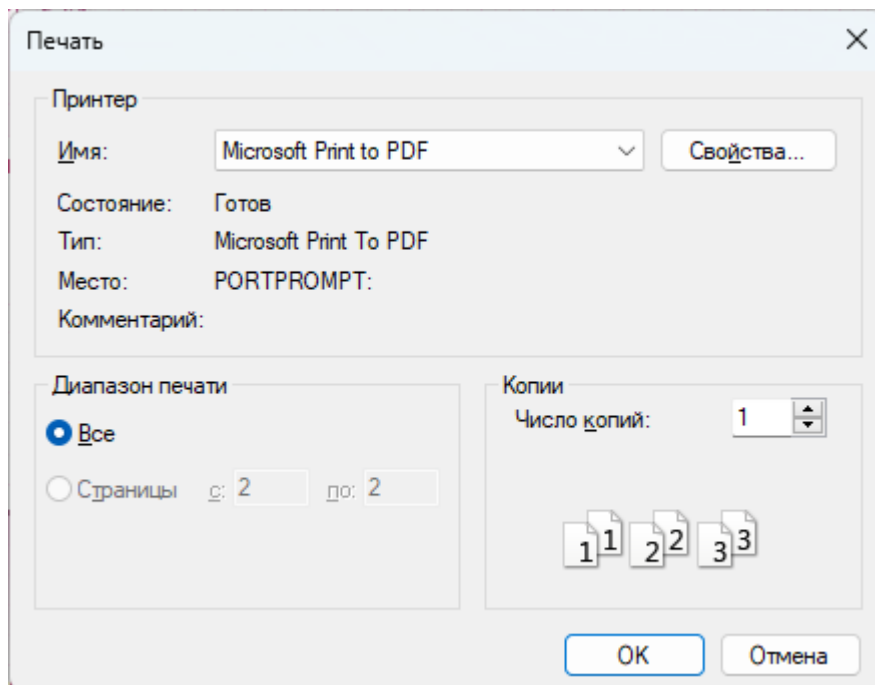 Печать
Принтер
Имя: Microsoft Print to PDF Свойства...
Состояние: Готов
Тип: Microsoft Print To PDF
Место: PORTPROMPT:
Комментарий:
Диапазон печати
Все
Страницы с: 2 по: 2
Копии
Число копий: 1
1 1 2 2 3 3
OK Отмена